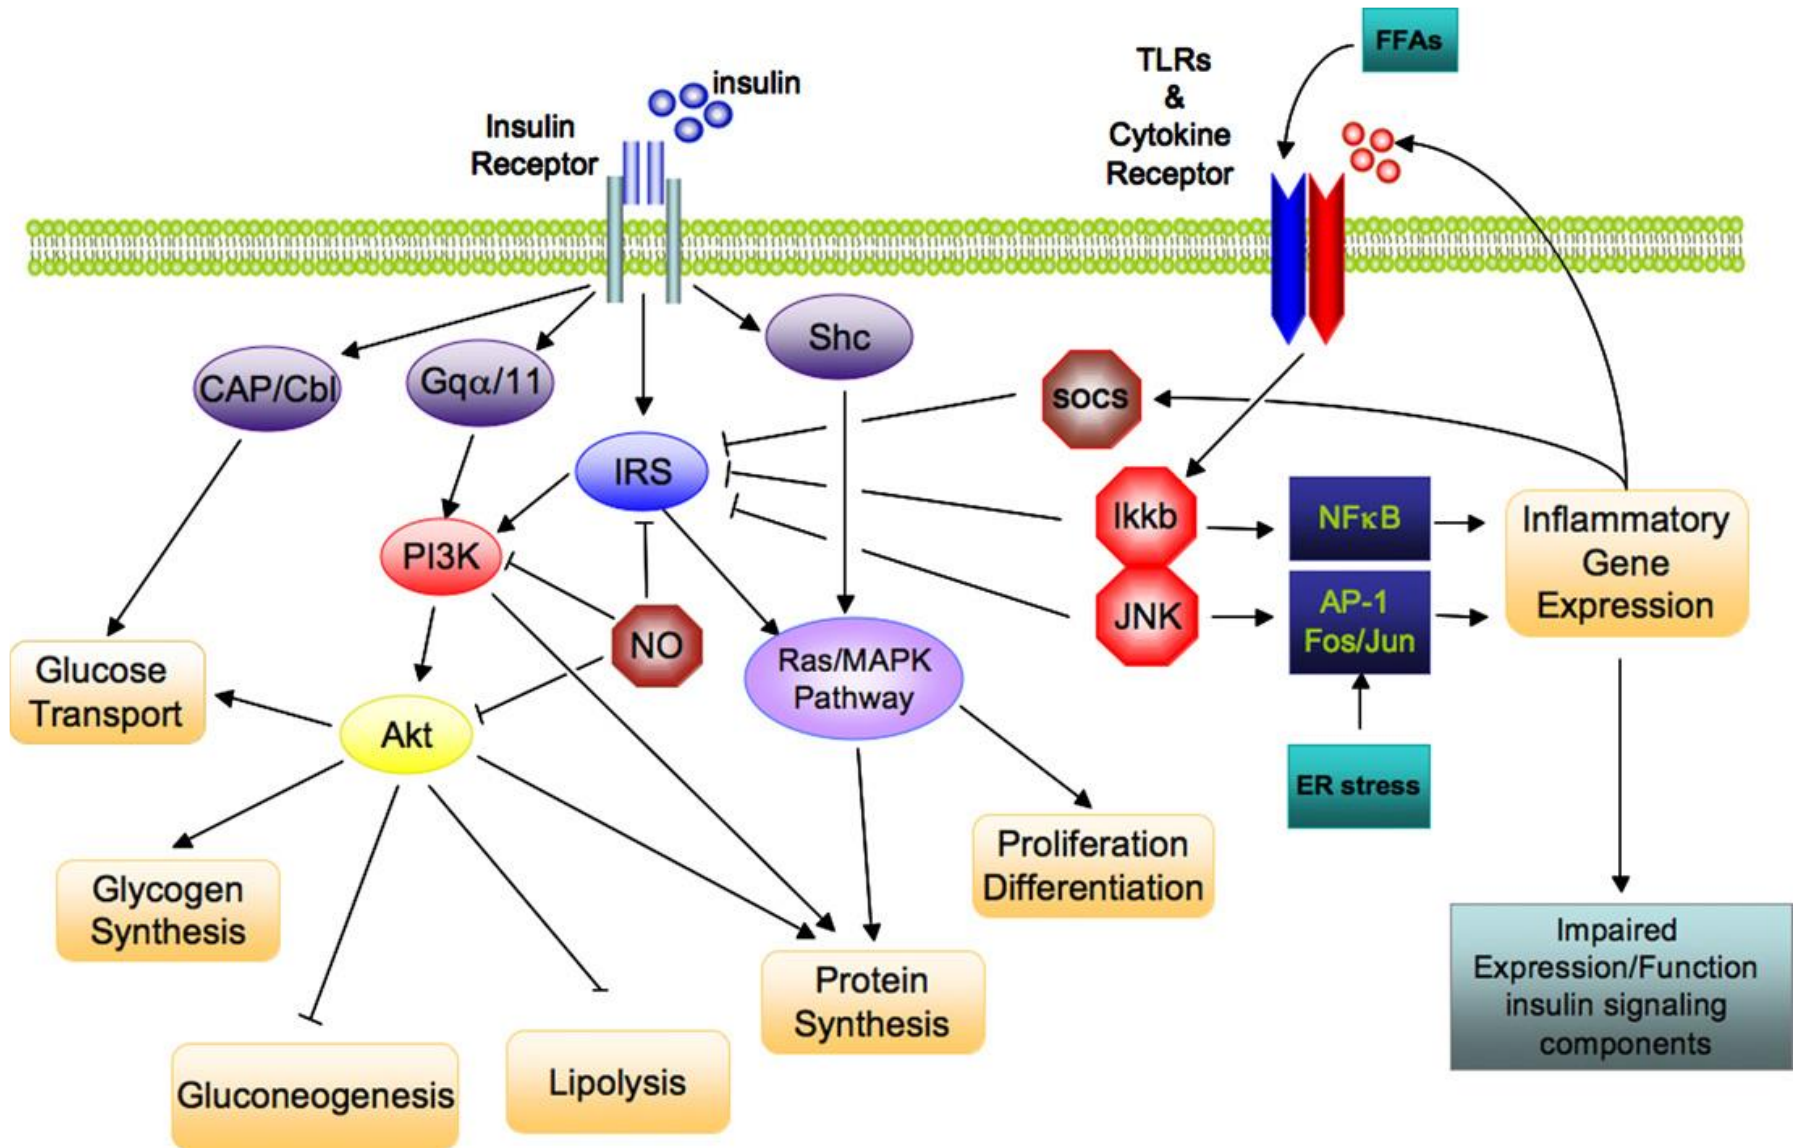 FFAs
TLRs
&
Cytokine
Receptor
insulin
Insulin
Receptor
Shc
CAP/Cbl
Gqα/11
socs
IRS
Ikkb
NFκB
Inflammatory
Gene
Expression
PI3K
JNK
AP-1
Fos/Jun
NO
Ras/MAPK
Pathway
Glucose
Transport
Akt
ER stress
Proliferation
Differentiation
Glycogen
Synthesis
Protein
Synthesis
Impaired
Expression/Function
insulin signaling
components
Gluconeogenesis
Lipolysis